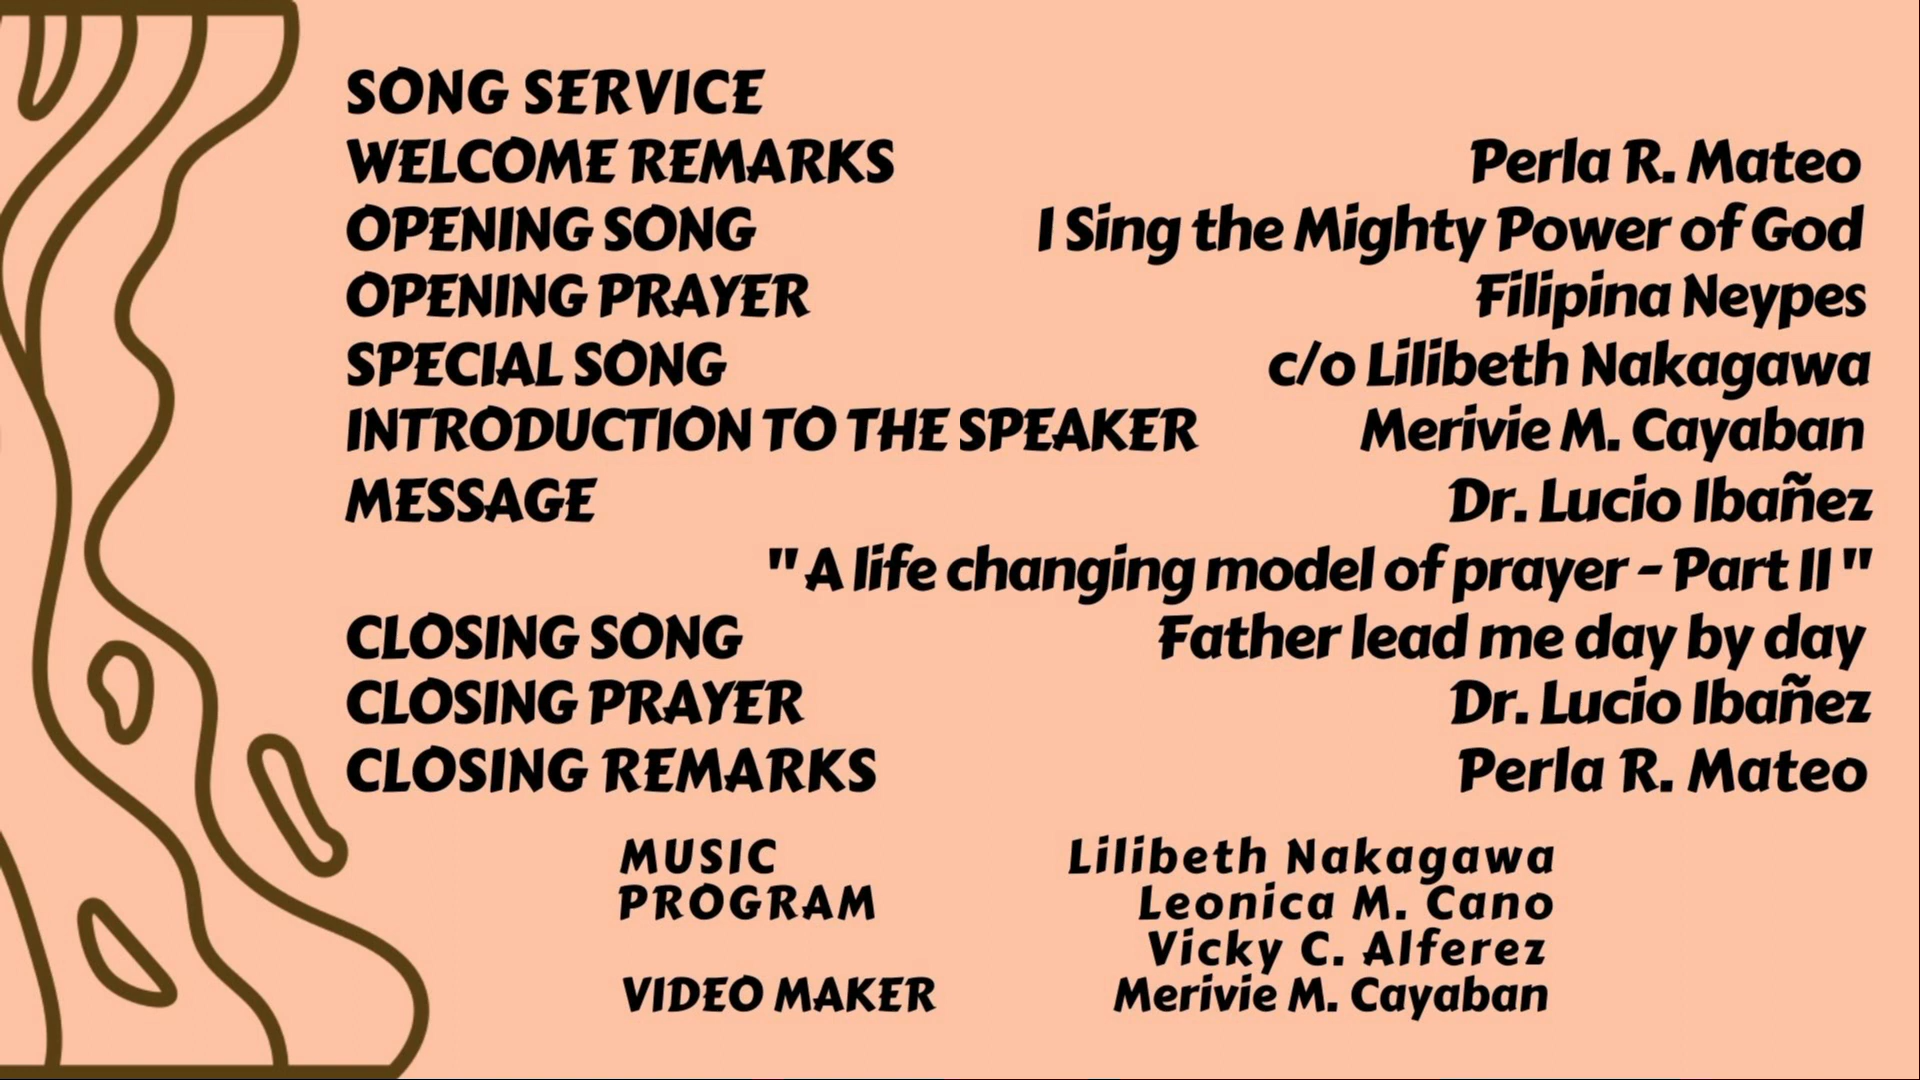 SONG SERVICE
WELCOME REMARKS Perla R. Mateo
OPENING SONG I Sing the Mighty Power of God
OPENING PRAYER Filipina Neypes
SPECIAL SONG c/o Lilibeth Nakagawa
INTRODUCTION TO THE SPEAKER Merivie M. Cayaban
MESSAGE Dr. Lucio Ibañez
" A life changing model of prayer - Part II "
CLOSING SONG Father lead me day by day
CLOSING PRAYER Dr. Lucio Ibañez
CLOSING REMARKS Perla R. Mateo
MUSIC Lilibeth Nakagawa
PROGRAM Leonica M. Cano
Vicky C. Alferez
VIDEO MAKER Merivie M. Cayaban